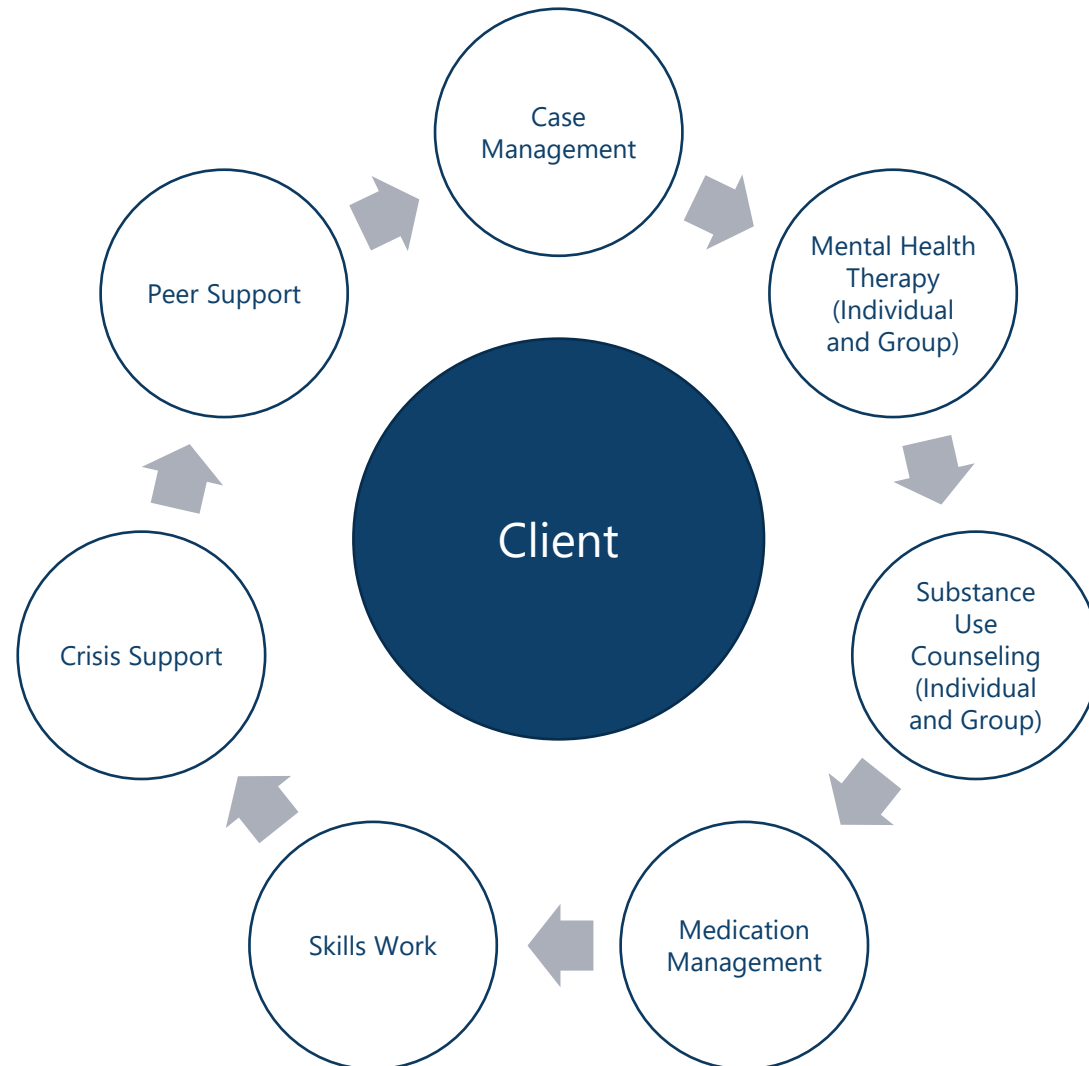 Case
Management
Mental Health
Therapy
(Individual
and Group)
Substance
Use
Counseling
(Individual
and Group)
Medication
Management
Skills Work
Crisis Support
Peer Support
Client